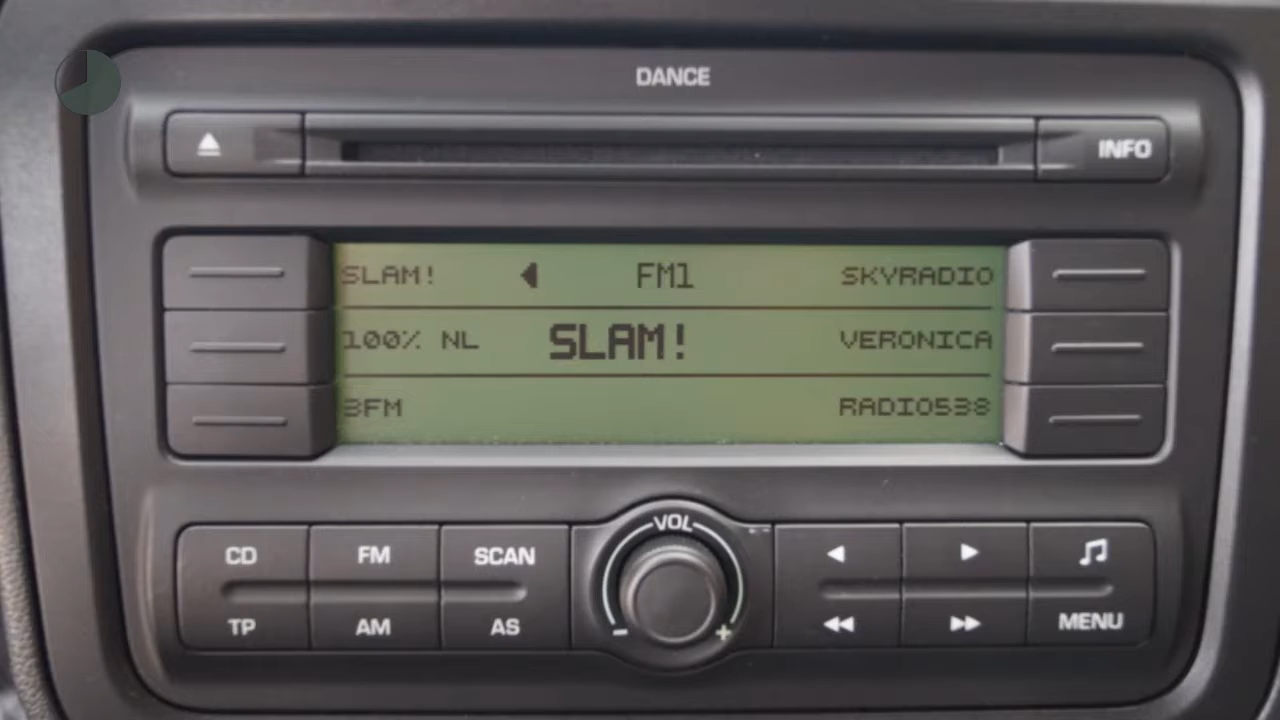 DANCE
INFO
SLAM! FM1 SKYRADIO
100% NL SLAM! VERONICA
3FM RADIO538
VOL
CD FM SCAN
TP AM AS - + MENU